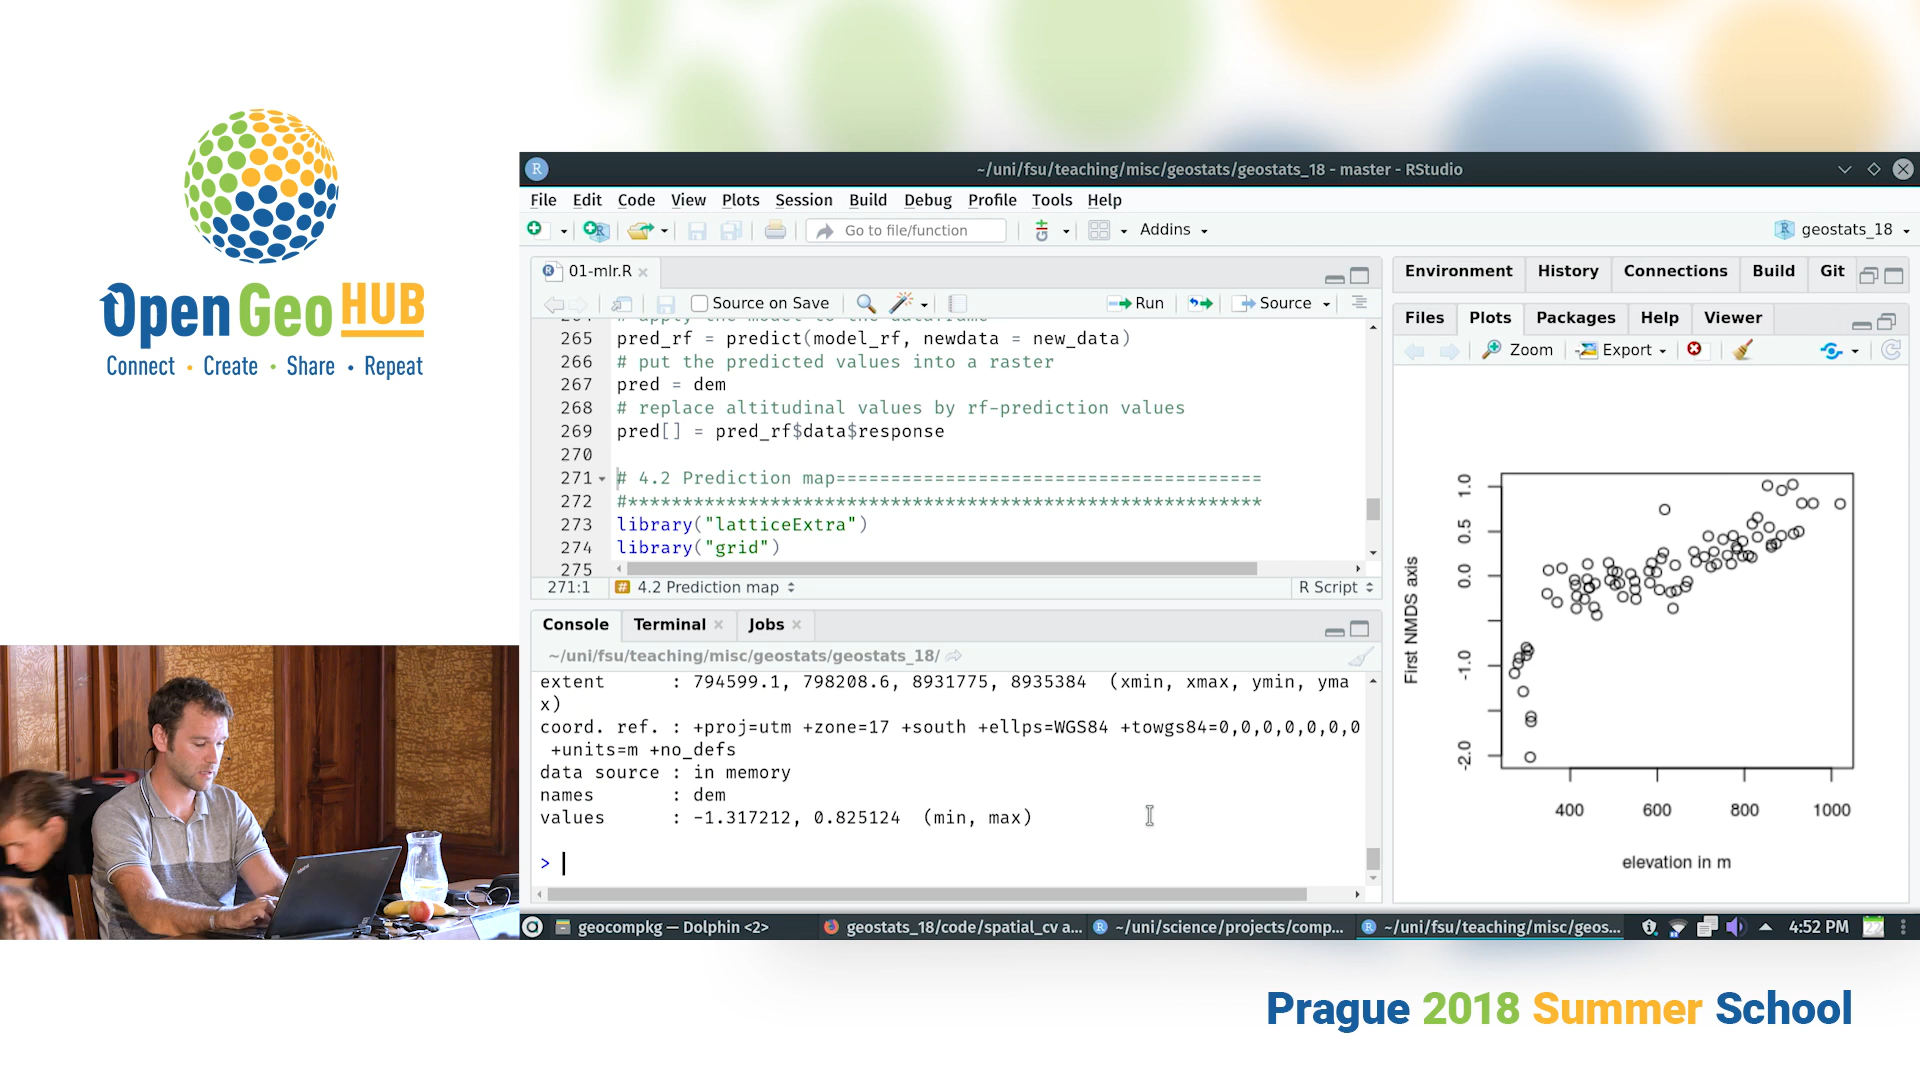 Open Geo HUB
Connect • Create • Share • Repeat
~/uni/fsu/teaching/misc/geostats/geostats_18 - master - RStudio
File Edit Code View Plots Session Build Debug Profile Tools Help
Go to file/function
Addins
geostats_18
01-mlr.R
Source on Save
Run
Source
# apply the model to the dataframe
265 pred_rf = predict(model_rf, newdata = new_data)
266 # put the predicted values into a raster
267 pred = dem
268 # replace altitudinal values by rf-prediction values
269 pred[] = pred_rf$data$response
270
271 # 4.2 Prediction map=======================================
272 #**********************************************************
273 library("latticeExtra")
274 library("grid")
275
271:1
# 4.2 Prediction map
R Script
Console Terminal Jobs
~/uni/fsu/teaching/misc/geostats/geostats_18/
extent : 794599.1, 798208.6, 8931775, 8935384 (xmin, xmax, ymin, yma
x)
coord. ref. : +proj=utm +zone=17 +south +ellps=WGS84 +towgs84=0,0,0,0,0,0,0
+units=m +no_defs
data source : in memory
names : dem
values : -1.317212, 0.825124 (min, max)
>
Environment History Connections Build Git
Files Plots Packages Help Viewer
Zoom Export
First NMDS axis
1.0
0.5
0.0
-1.0
-2.0
400 600 800 1000
elevation in m
geocompkg — Dolphin <2>
geostats_18/code/spatial_cv a...
~/uni/science/projects/comp...
~/uni/fsu/teaching/misc/geos...
4:52 PM
Prague 2018 Summer School